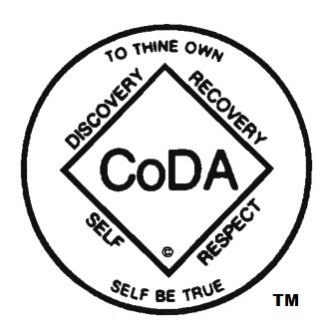 TO THINE OWN
DISCOVERY
RECOVERY
CoDA
SELF
RESPECT
©
SELF BE TRUE
TM